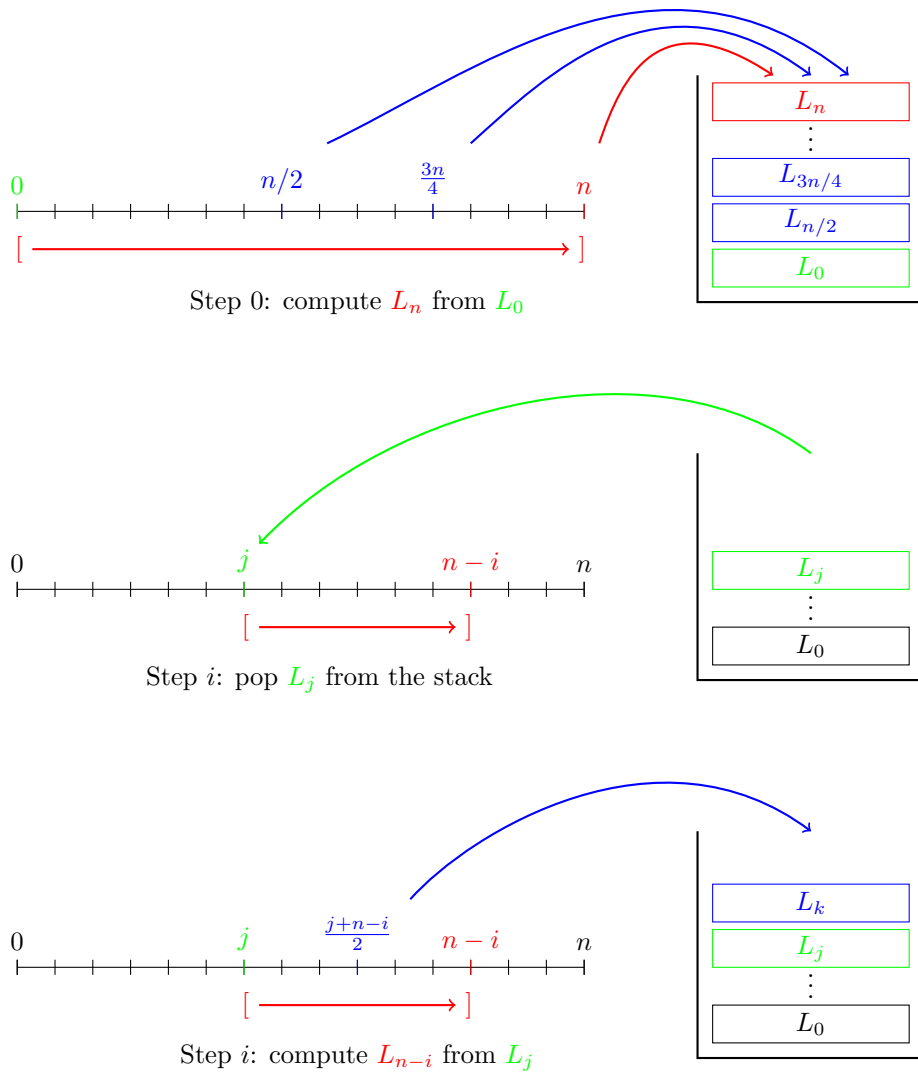 L_n
⋮
0 n/2 3n/4 n L_{3n/4}
L_{n/2}
[ ] L_0
Step 0: compute L_n from L_0
0 j n − i n L_j
⋮
[ ] L_0
Step i: pop L_j from the stack
L_k
0 j (j+n−i)/2 n − i n L_j
⋮
[ ] L_0
Step i: compute L_{n−i} from L_j